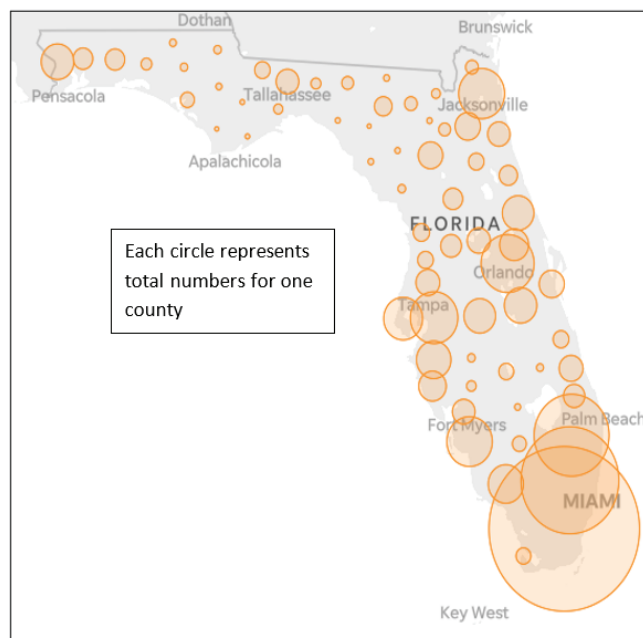 Dothan
Brunswick
Pensacola
Tallahassee
Jacksonville
Apalachicola
FLORIDA
Each circle represents
total numbers for one
county
Orlando
Tampa
Palm Beach
Fort Myers
MIAMI
Key West